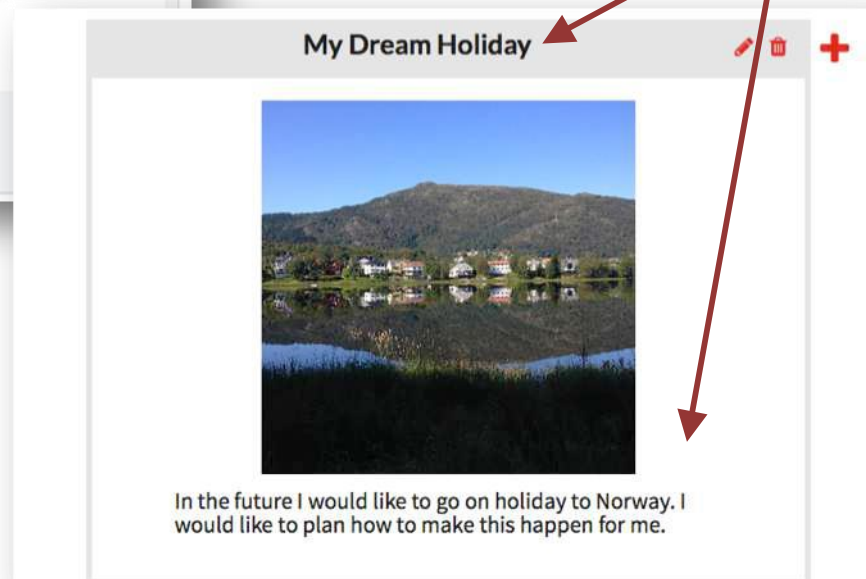 My Dream Holiday
In the future I would like to go on holiday to Norway. I
would like to plan how to make this happen for me.